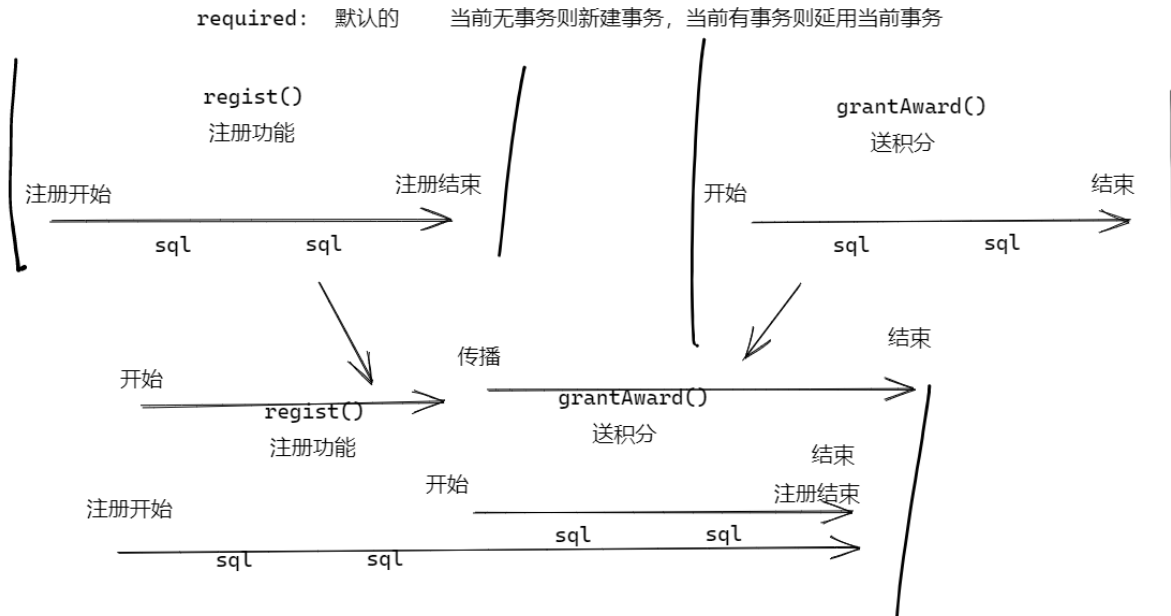 required: 默认的 当前无事务则新建事务，当前有事务则延用当前事务
regist()
注册功能
注册开始
注册结束
sql
sql
grantAward()
送积分
开始
结束
sql
sql
开始
传播
结束
regist()
注册功能
grantAward()
送积分
注册开始
开始
结束
注册结束
sql
sql
sql
sql